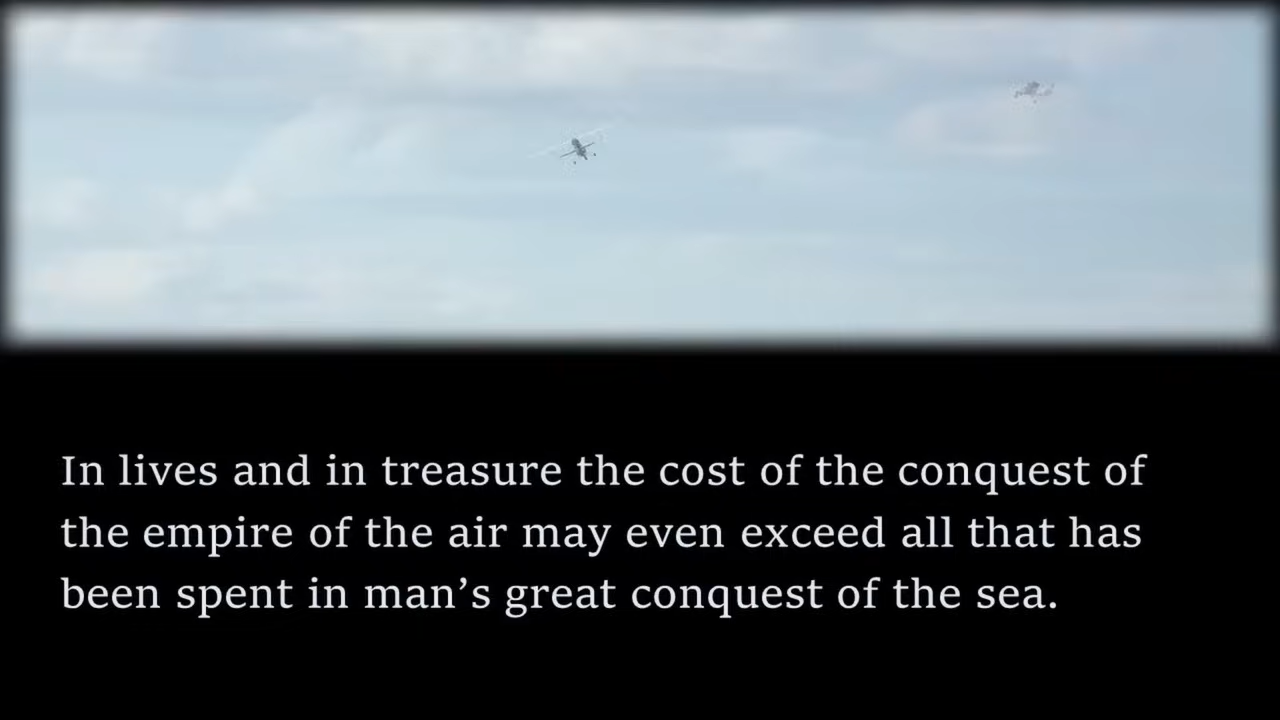 In lives and in treasure the cost of the conquest of
the empire of the air may even exceed all that has
been spent in man’s great conquest of the sea.